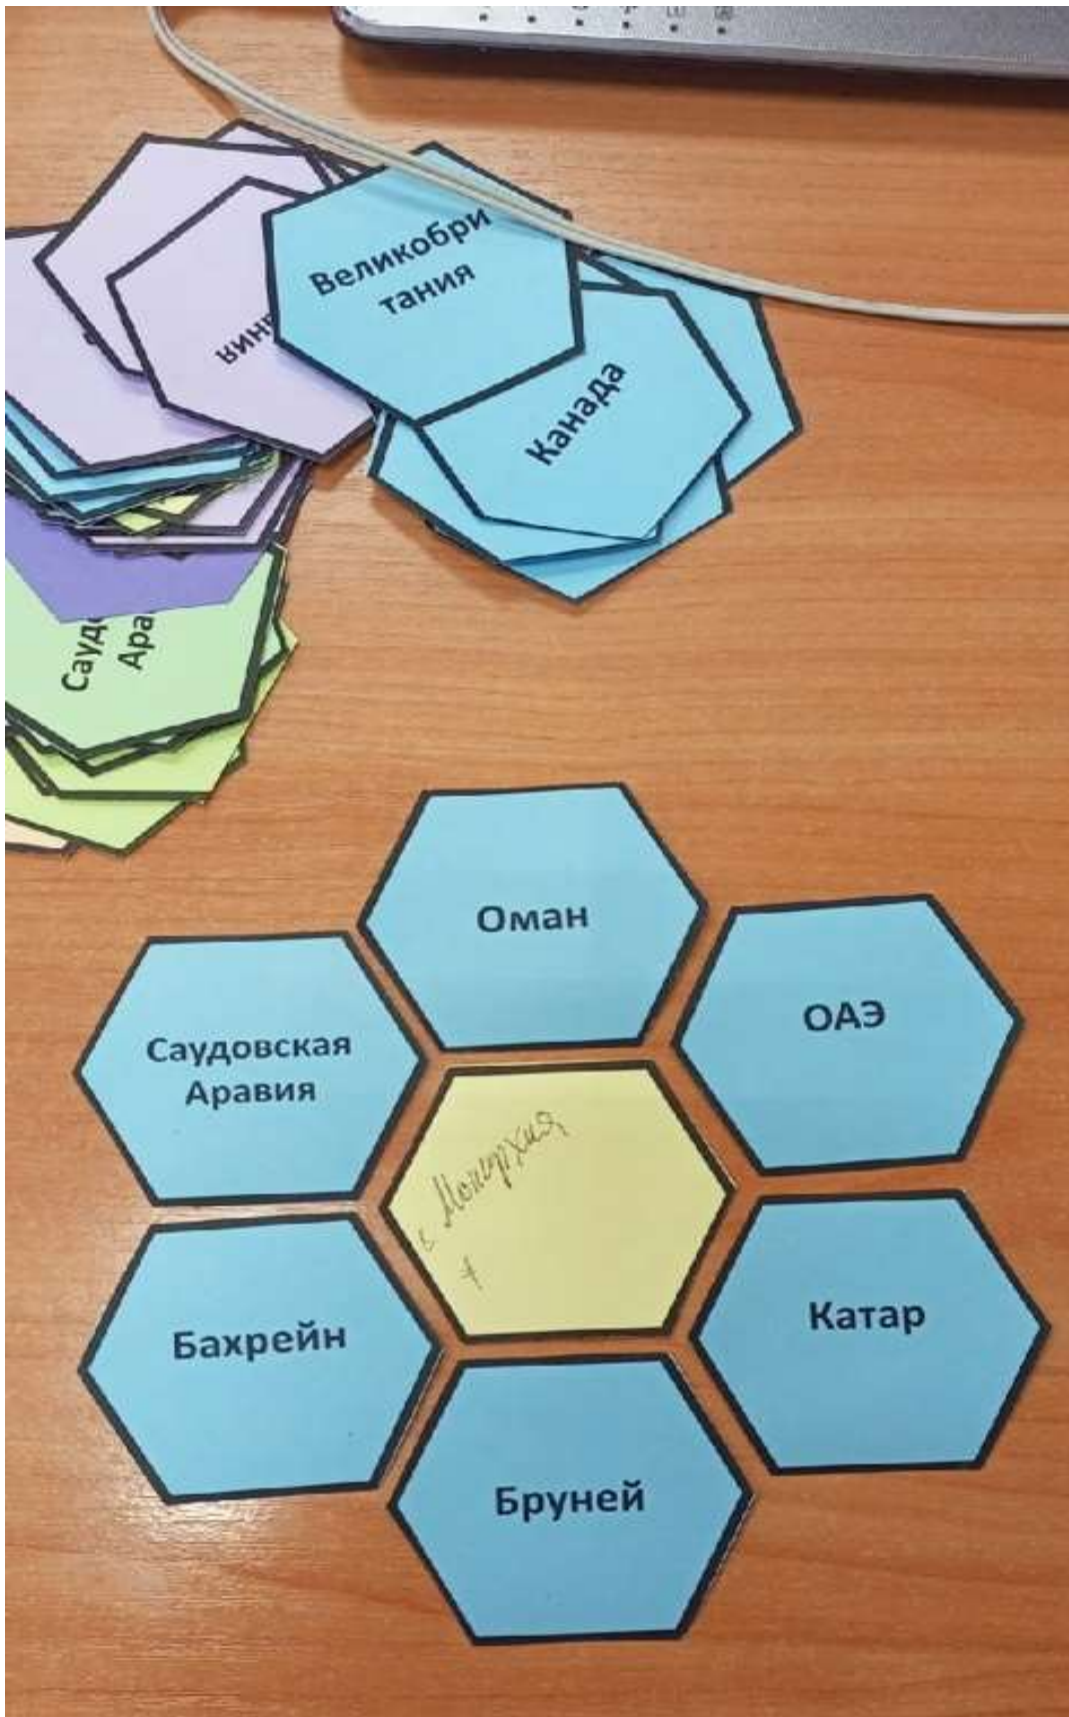 Великобри
тания
Канада
Оман
ОАЭ
Саудовская
Аравия
Монархия
Бахрейн
Катар
Бруней